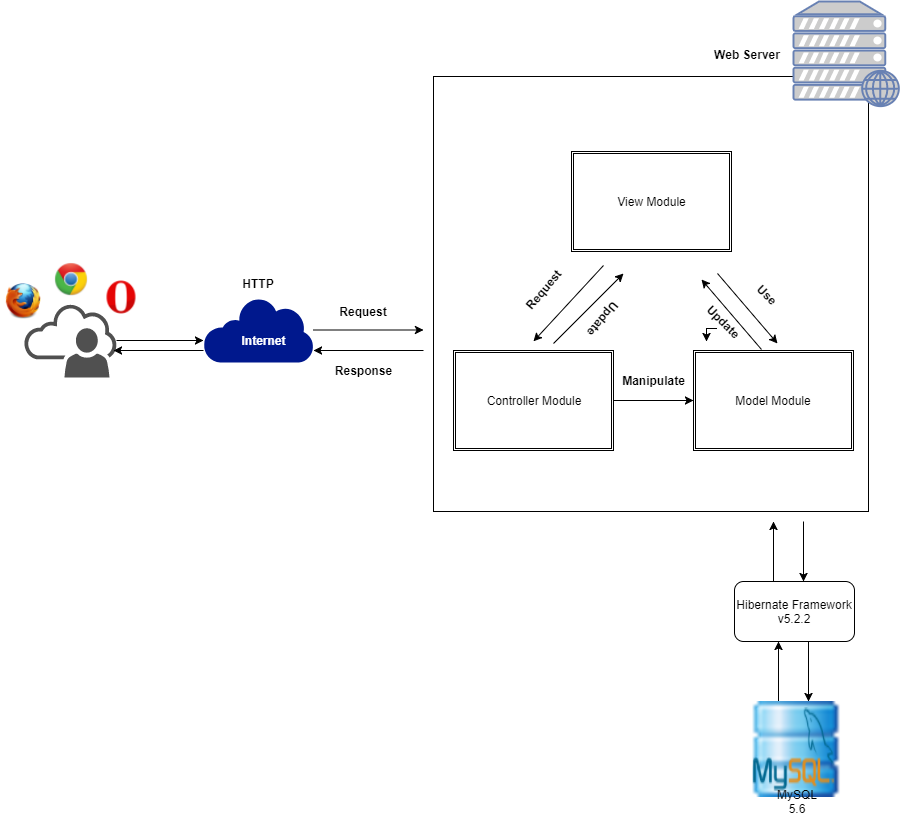 Web Server
View Module
HTTP
Internet
Request
Response
Request
Update
Use
Update
Controller Module
Manipulate
Model Module
Hibernate Framework
v5.2.2
MySQL
MySQL
5.6